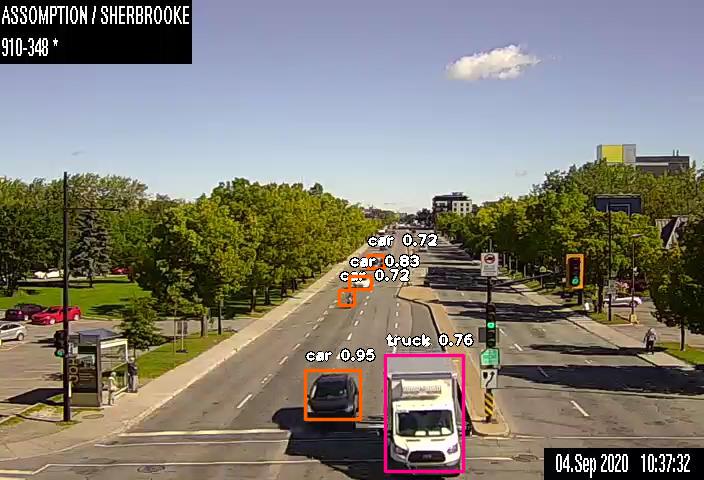 ASSOMPTION / SHERBROOKE
910-348 *
car 0.72
car 0.83
car 0.72
truck 0.76
car 0.95
04.Sep 2020 10:37:32